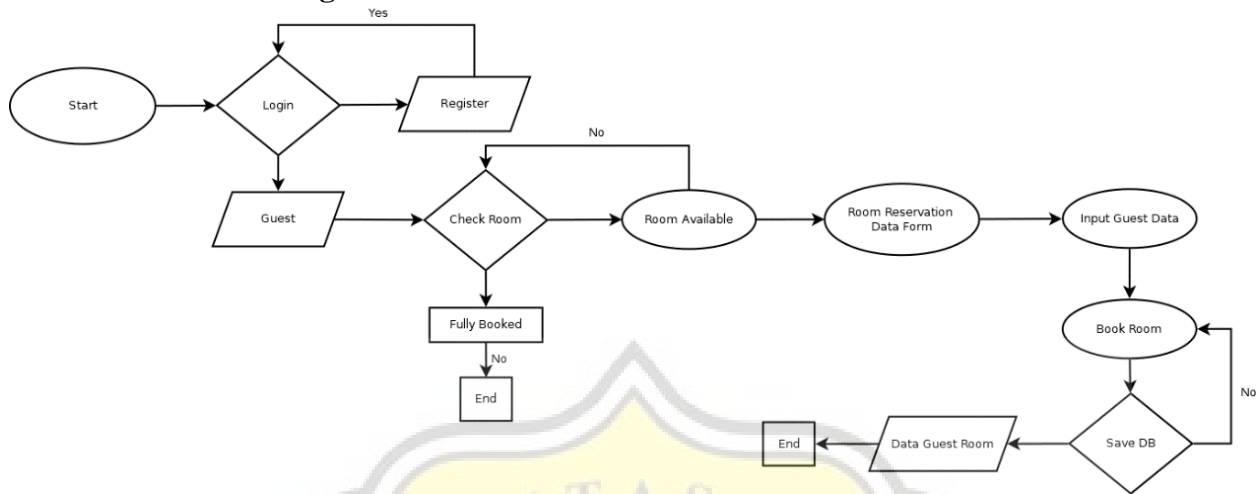 Yes
Start
Login
Register
No
Guest
Check Room
Room Available
Room Reservation
Data Form
Input Guest Data
Fully Booked
Book Room
No
End
No
End
Data Guest Room
Save DB
TAS